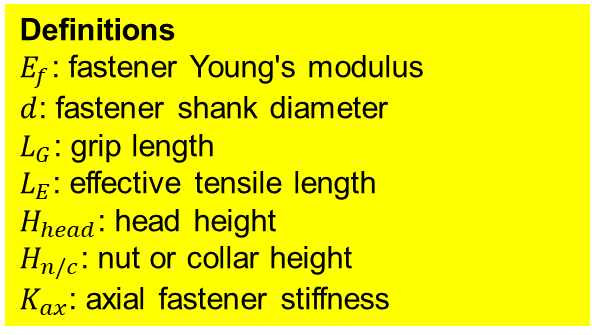 Definitions
E_f: fastener Young's modulus
d: fastener shank diameter
L_G: grip length
L_E: effective tensile length
H_head: head height
H_n/c: nut or collar height
K_ax: axial fastener stiffness